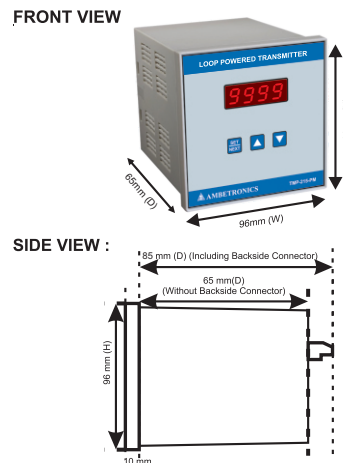 FRONT VIEW
LOOP POWERED TRANSMITTER
9999
SET/
NEXT
AMBETRONICS
TMP-210-PM
65mm (D)
96mm (W)
SIDE VIEW :
85 mm (D) (Including Backside Connector)
65 mm(D)
(Without Backside Connector)
96 mm (H)
10 mm